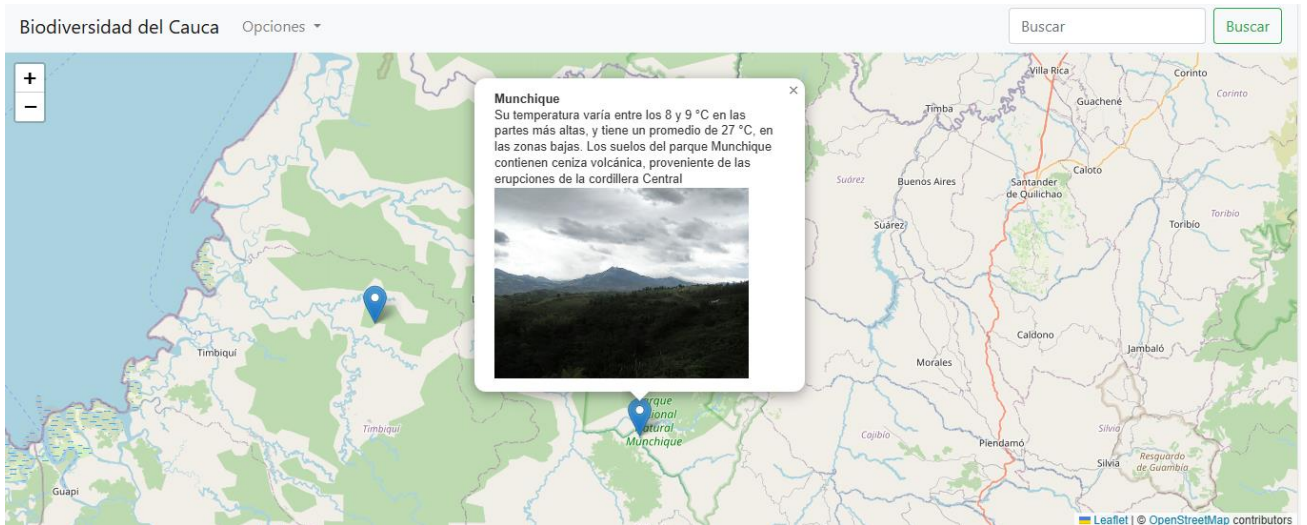 Biodiversidad del Cauca Opciones Buscar Buscar
+
−
Munchique ×
Su temperatura varía entre los 8 y 9 °C en las
partes más altas, y tiene un promedio de 27 °C, en
las zonas bajas. Los suelos del parque Munchique
contienen ceniza volcánica, proveniente de las
erupciones de la cordillera Central
Villa Rica
Corinto
Corinto
Guachené
Timba
Caloto
Suárez
Buenos Aires
Santander
de Quilichao
Toribío
Toribío
Suárez
Caldono
Jambaló
Timbiquí
Morales
Timbiquí
Munchique
Cajibío
Piendamó
Silvia
Silvia
Resguardo
de Guambía
Guapi
Leaflet | © OpenStreetMap contributors